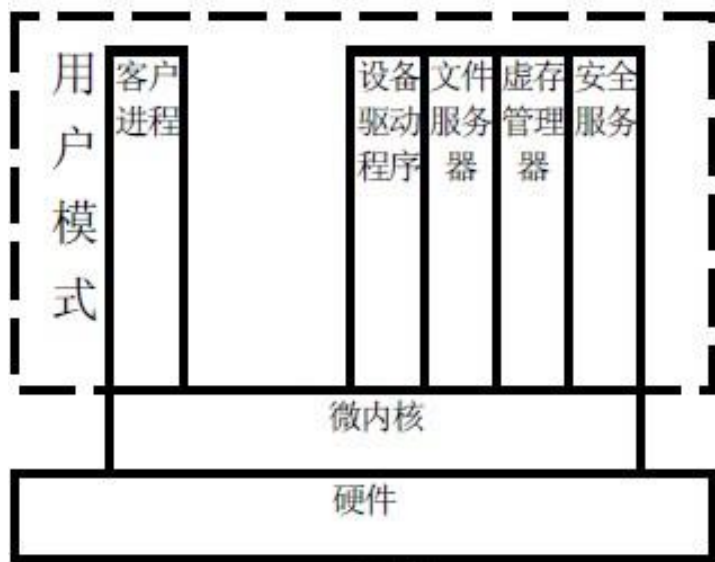 用
户
模
式
客户
进程
设备
驱动
程序
文件
服务
器
虚存
管理
器
安全
服务
微内核
硬件